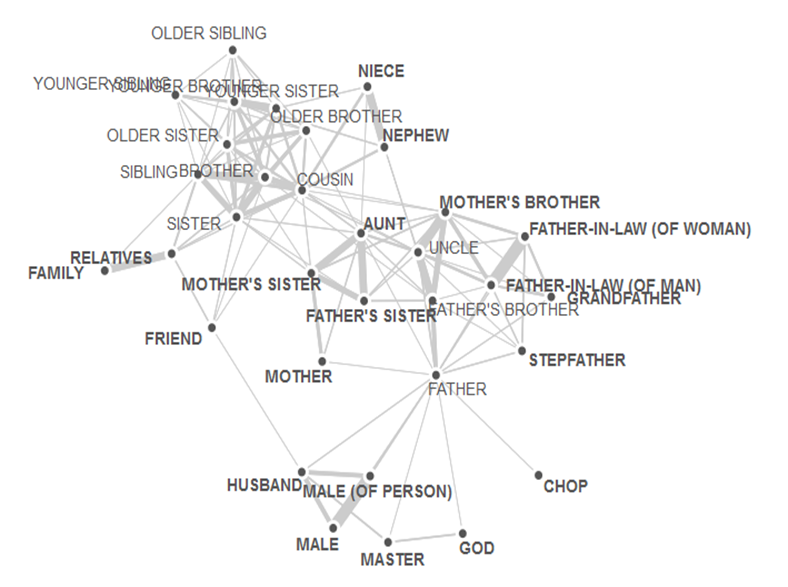 OLDER SIBLING
NIECE
YOUNGER SIBLING
YOUNGER BROTHER
YOUNGER SISTER
OLDER BROTHER
OLDER SISTER
NEPHEW
SIBLING
BROTHER
COUSIN
MOTHER'S BROTHER
SISTER
AUNT
FATHER-IN-LAW (OF WOMAN)
UNCLE
RELATIVES
FAMILY
MOTHER'S SISTER
FATHER-IN-LAW (OF MAN)
GRANDFATHER
FATHER'S SISTER
FATHER'S BROTHER
FRIEND
STEPFATHER
MOTHER
FATHER
HUSBAND
MALE (OF PERSON)
CHOP
MALE
GOD
MASTER